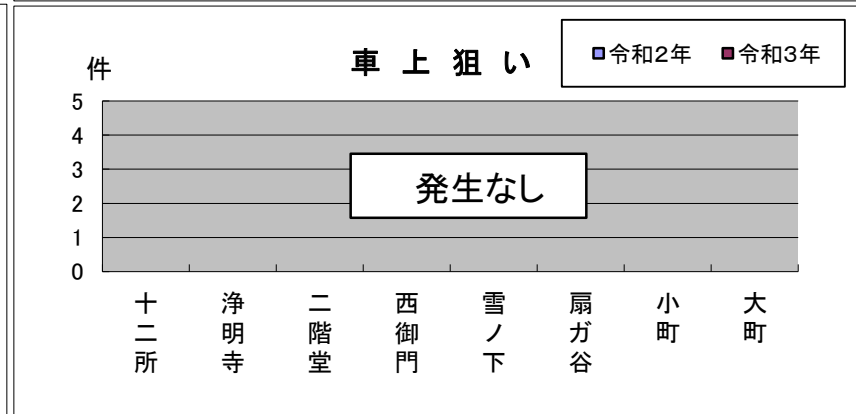 車上狙い
■令和2年 ■令和3年
件
5
4
3
2
1
0
発生なし
十二所
浄明寺
二階堂
西御門
雪ノ下
扇ガ谷
小町
大町